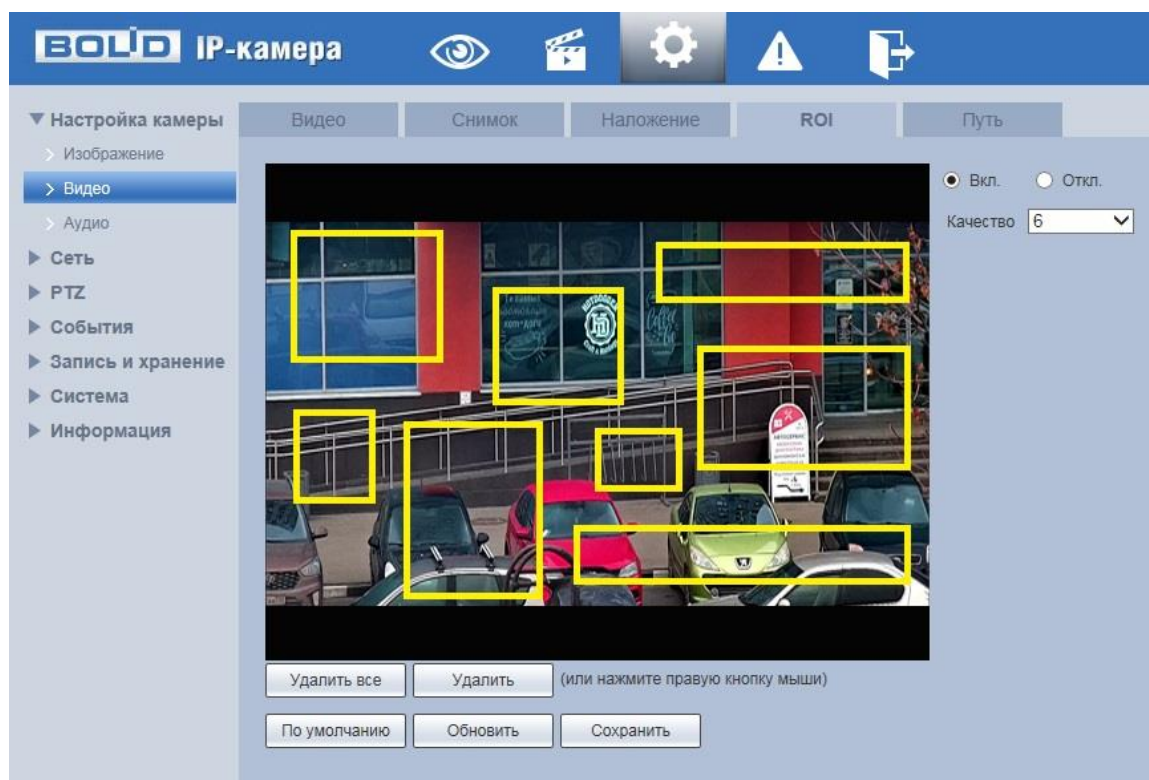 BOLID IP-камера
Настройка камеры
Изображение
Видео
Аудио
Сеть
PTZ
События
Запись и хранение
Система
Информация
Видео Снимок Наложение ROI Путь
Вкл. Откл.
Качество 6
АВТОСЕРВИС
Удалить все Удалить (или нажмите правую кнопку мыши)
По умолчанию Обновить Сохранить